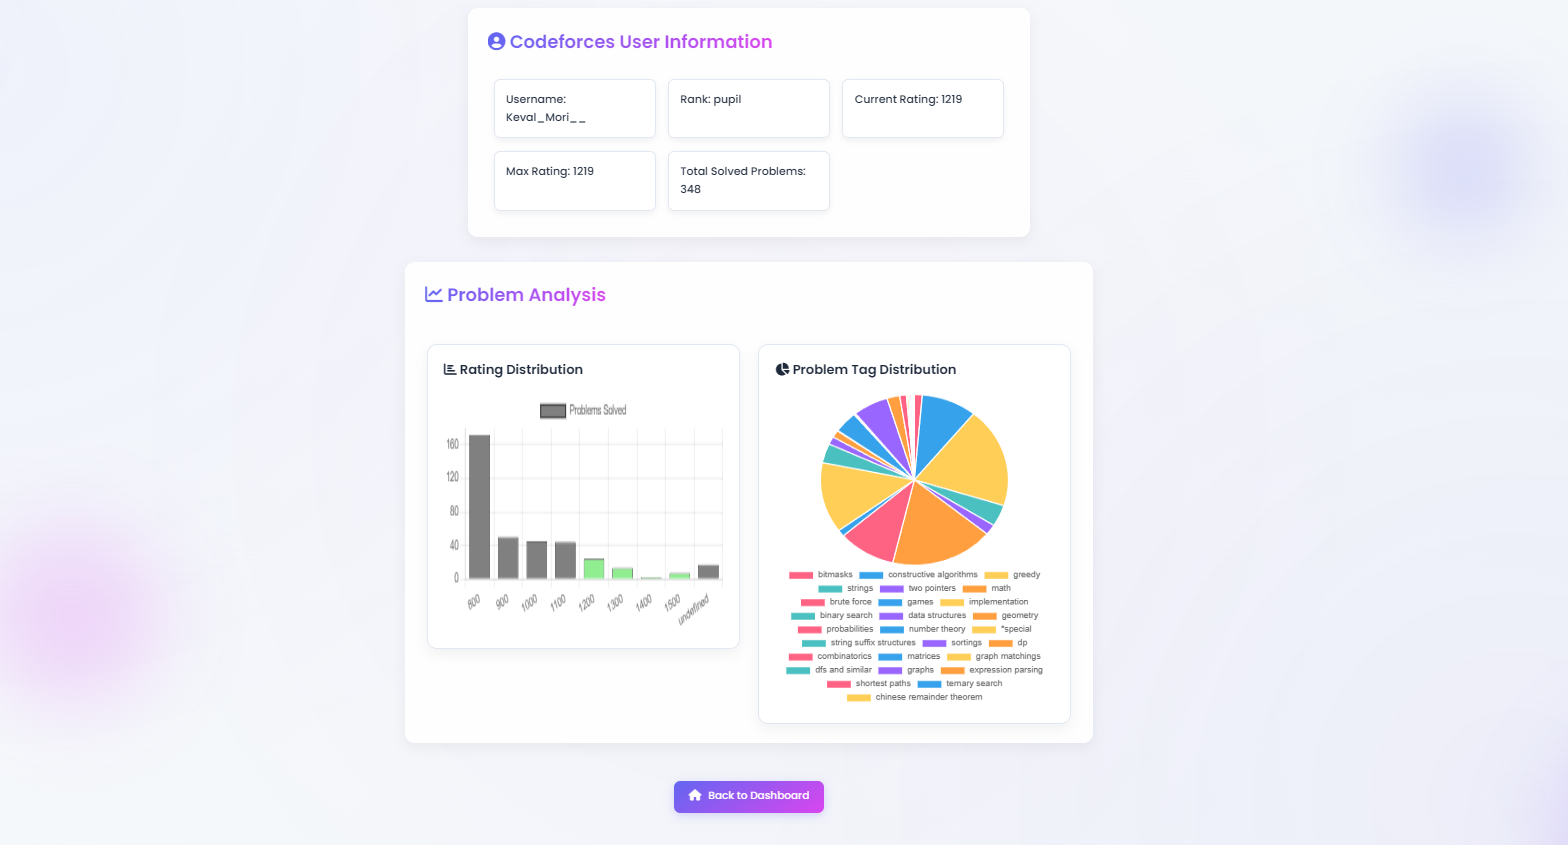 Codeforces User Information
Username:
Keval_Mori__
Rank: pupil
Current Rating: 1219
Max Rating: 1219
Total Solved Problems:
348
Problem Analysis
Rating Distribution
Problems Solved
160
120
80
40
0
800 900 1000 1100 1200 1300 1400 1500 undefined
Problem Tag Distribution
bitmasks constructive algorithms greedy
strings two pointers math
brute force games implementation
binary search data structures geometry
probabilities number theory *special
string suffix structures sortings dp
combinatorics matrices graph matchings
dfs and similar graphs expression parsing
shortest paths ternary search
chinese remainder theorem
Back to Dashboard